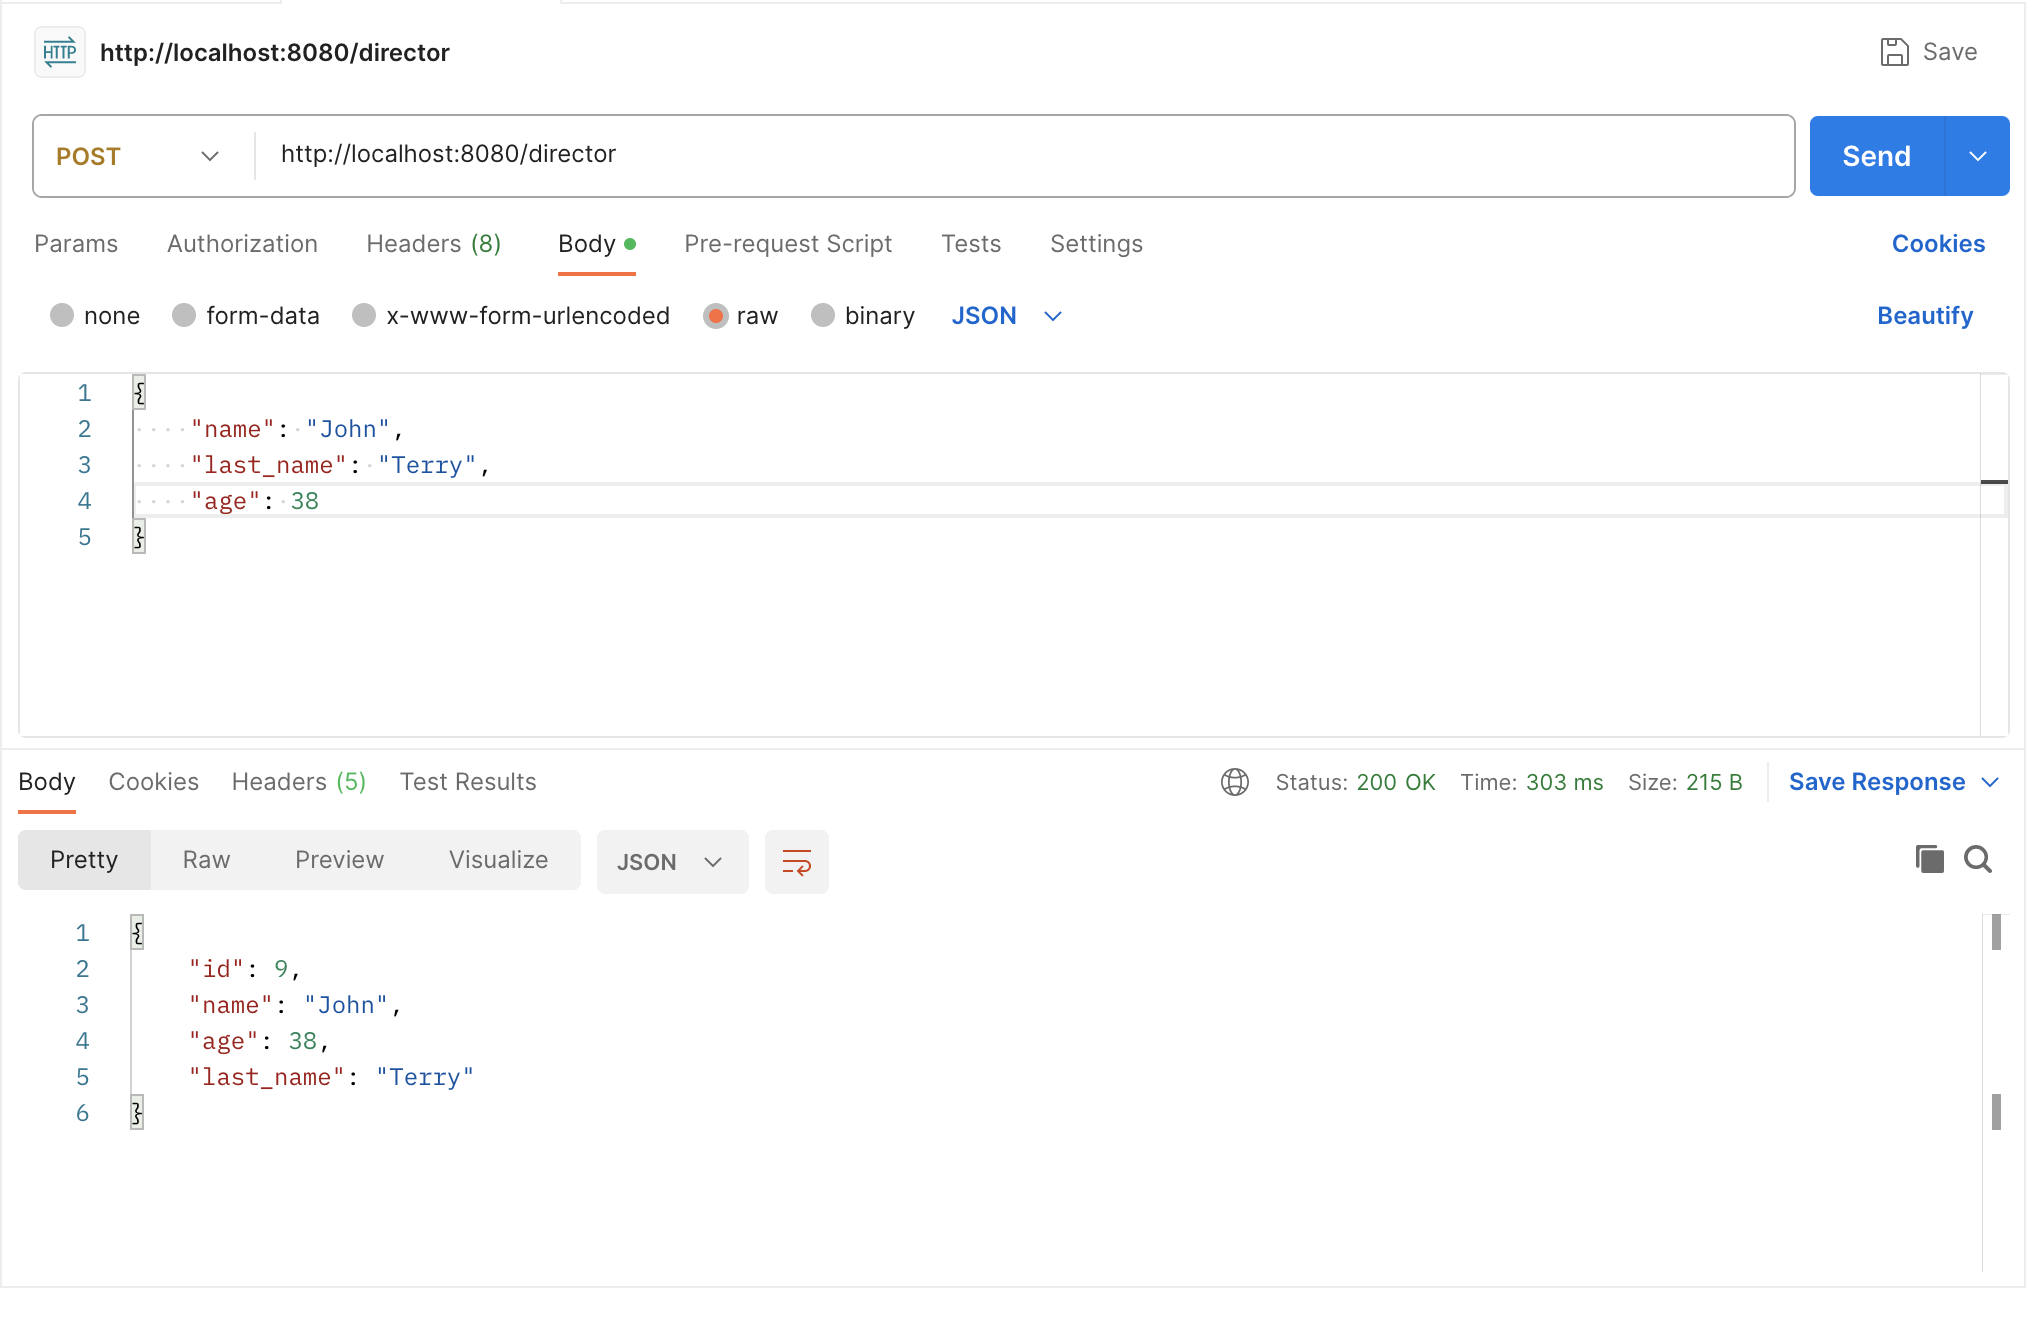 HTTP http://localhost:8080/director Save
POST http://localhost:8080/director Send
Params Authorization Headers (8) Body Pre-request Script Tests Settings Cookies
none form-data x-www-form-urlencoded raw binary JSON Beautify
1 {
2 "name": "John",
3 "last_name": "Terry",
4 "age": 38
5 }
Body Cookies Headers (5) Test Results Status: 200 OK Time: 303 ms Size: 215 B Save Response
Pretty Raw Preview Visualize JSON
1 {
2 "id": 9,
3 "name": "John",
4 "age": 38,
5 "last_name": "Terry"
6 }